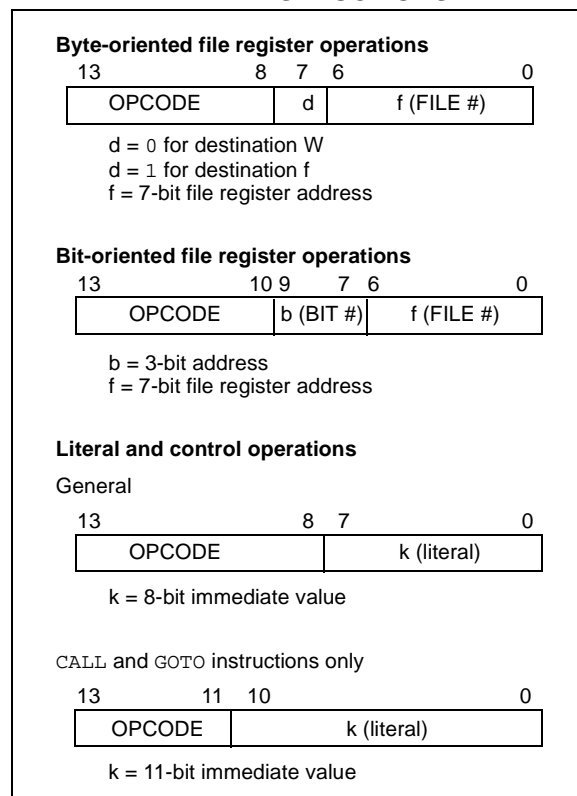 Byte-oriented file register operations
13 8 7 6 0
OPCODE d f (FILE #)
d = 0 for destination W
d = 1 for destination f
f = 7-bit file register address
Bit-oriented file register operations
13 10 9 7 6 0
OPCODE b (BIT #) f (FILE #)
b = 3-bit address
f = 7-bit file register address
Literal and control operations
General
13 8 7 0
OPCODE k (literal)
k = 8-bit immediate value
CALL and GOTO instructions only
13 11 10 0
OPCODE k (literal)
k = 11-bit immediate value